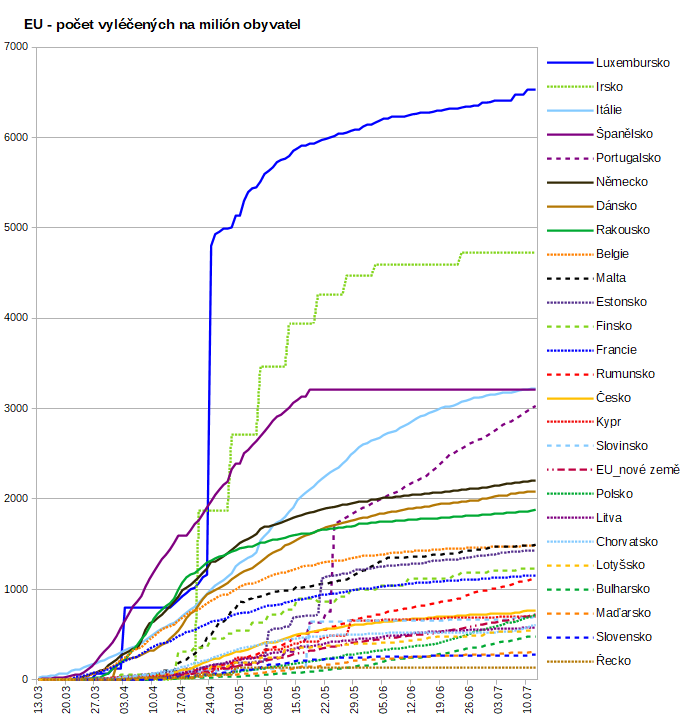 EU - počet vyléčených na milión obyvatel
7000
6000
5000
4000
3000
2000
1000
0
13.03
20.03
27.03
03.04
10.04
17.04
24.04
01.05
08.05
15.05
22.05
29.05
05.06
12.06
19.06
26.06
03.07
10.07
Luxembursko
Irsko
Itálie
Španělsko
Portugalsko
Německo
Dánsko
Rakousko
Belgie
Malta
Estonsko
Finsko
Francie
Rumunsko
Česko
Kypr
Slovinsko
EU_nové země
Polsko
Litva
Chorvatsko
Lotyšsko
Bulharsko
Maďarsko
Slovensko
Řecko